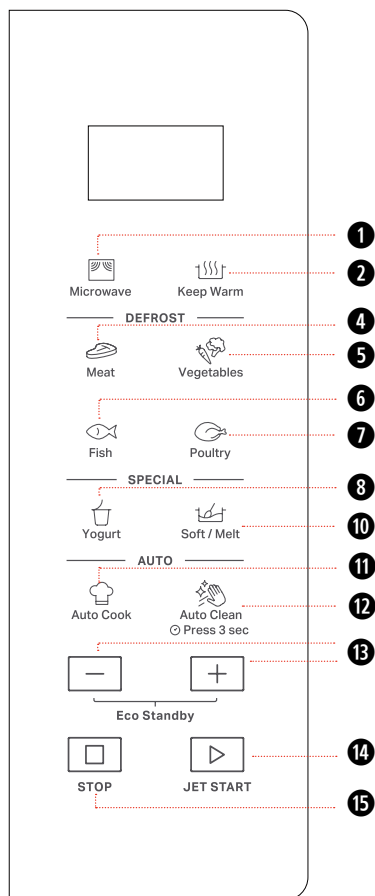 1
2
Microwave Keep Warm
DEFROST
4
5
Meat Vegetables
6
7
Fish Poultry
SPECIAL
8
10
Yogurt Soft / Melt
AUTO
11
12
Auto Cook Auto Clean
Press 3 sec
13
Eco Standby
14
STOP JET START
15